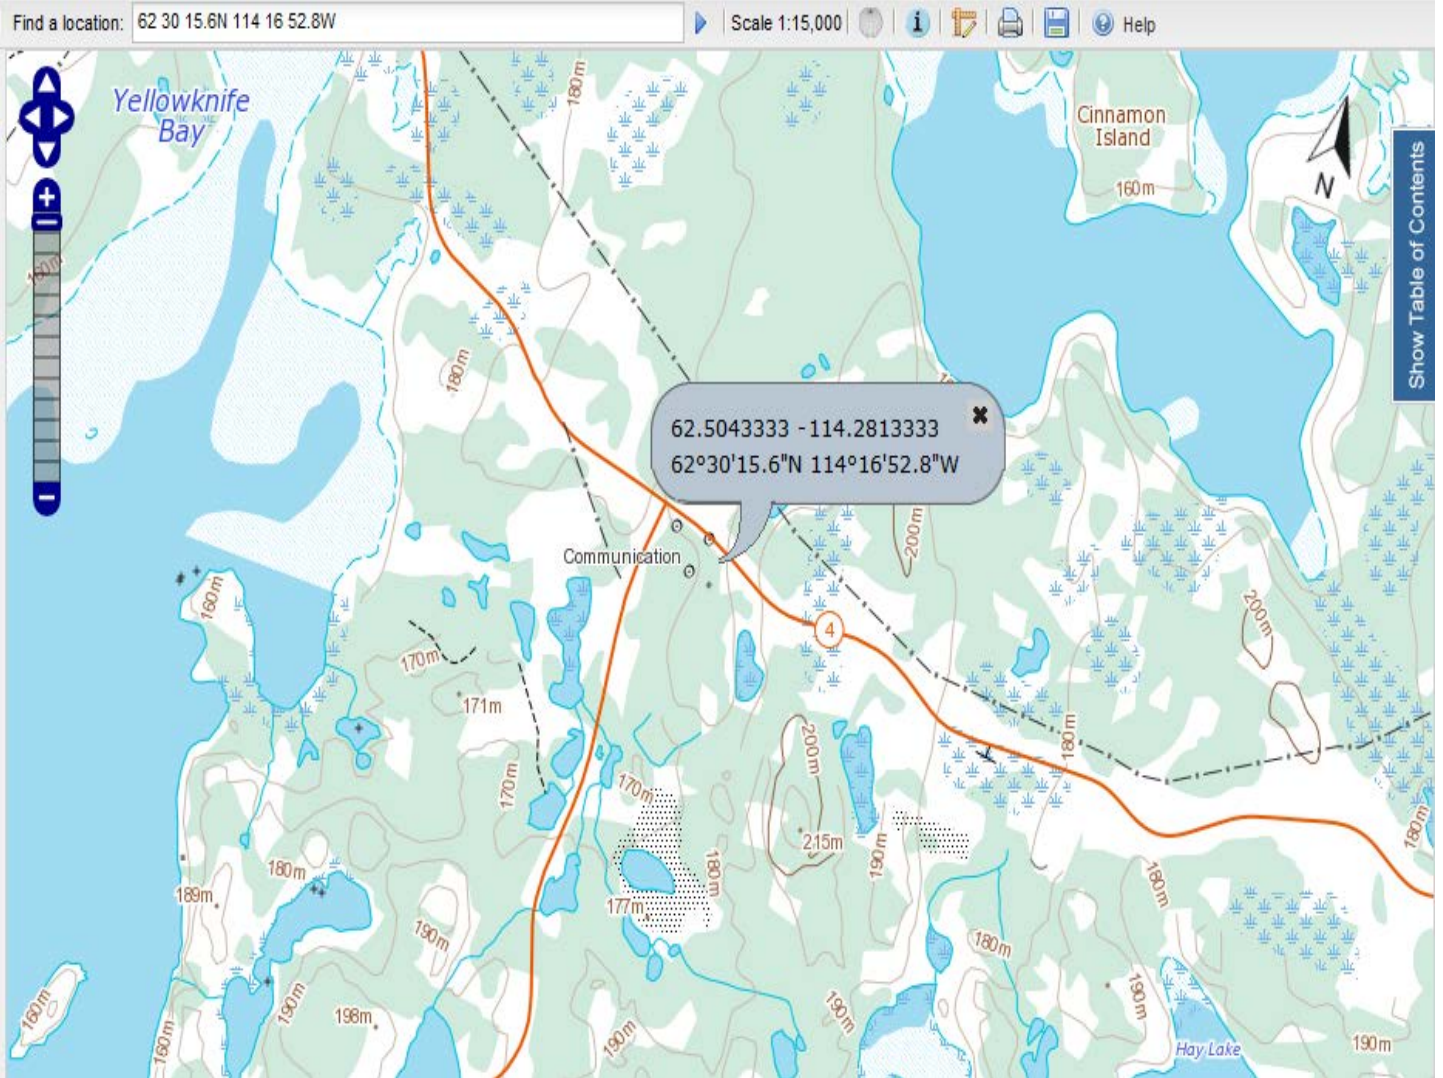 Find a location: 62 30 15.6N 114 16 52.8W Scale 1:15,000 i Help
Yellowknife
Bay
180m
Cinnamon
Island
160m
N
Show Table of Contents
180m
62.5043333 -114.2813333
62°30'15.6"N 114°16'52.8"W
200m
Communication
160m
200m
4
170m
171m
200m
180m
170m
170m
215m
190m
180m
180m
180m
180m
189m
177m
190m
180m
190m
190m
198m
160m
160m
190m
190m
190m
Hay Lake